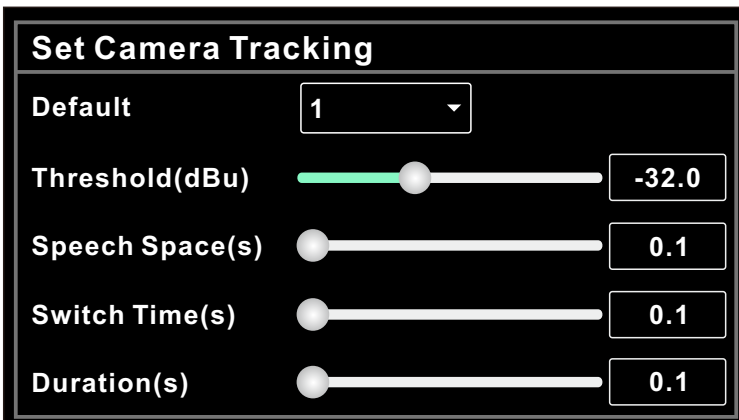 Set Camera Tracking
Default 1
Threshold(dBu) -32.0
Speech Space(s) 0.1
Switch Time(s) 0.1
Duration(s) 0.1